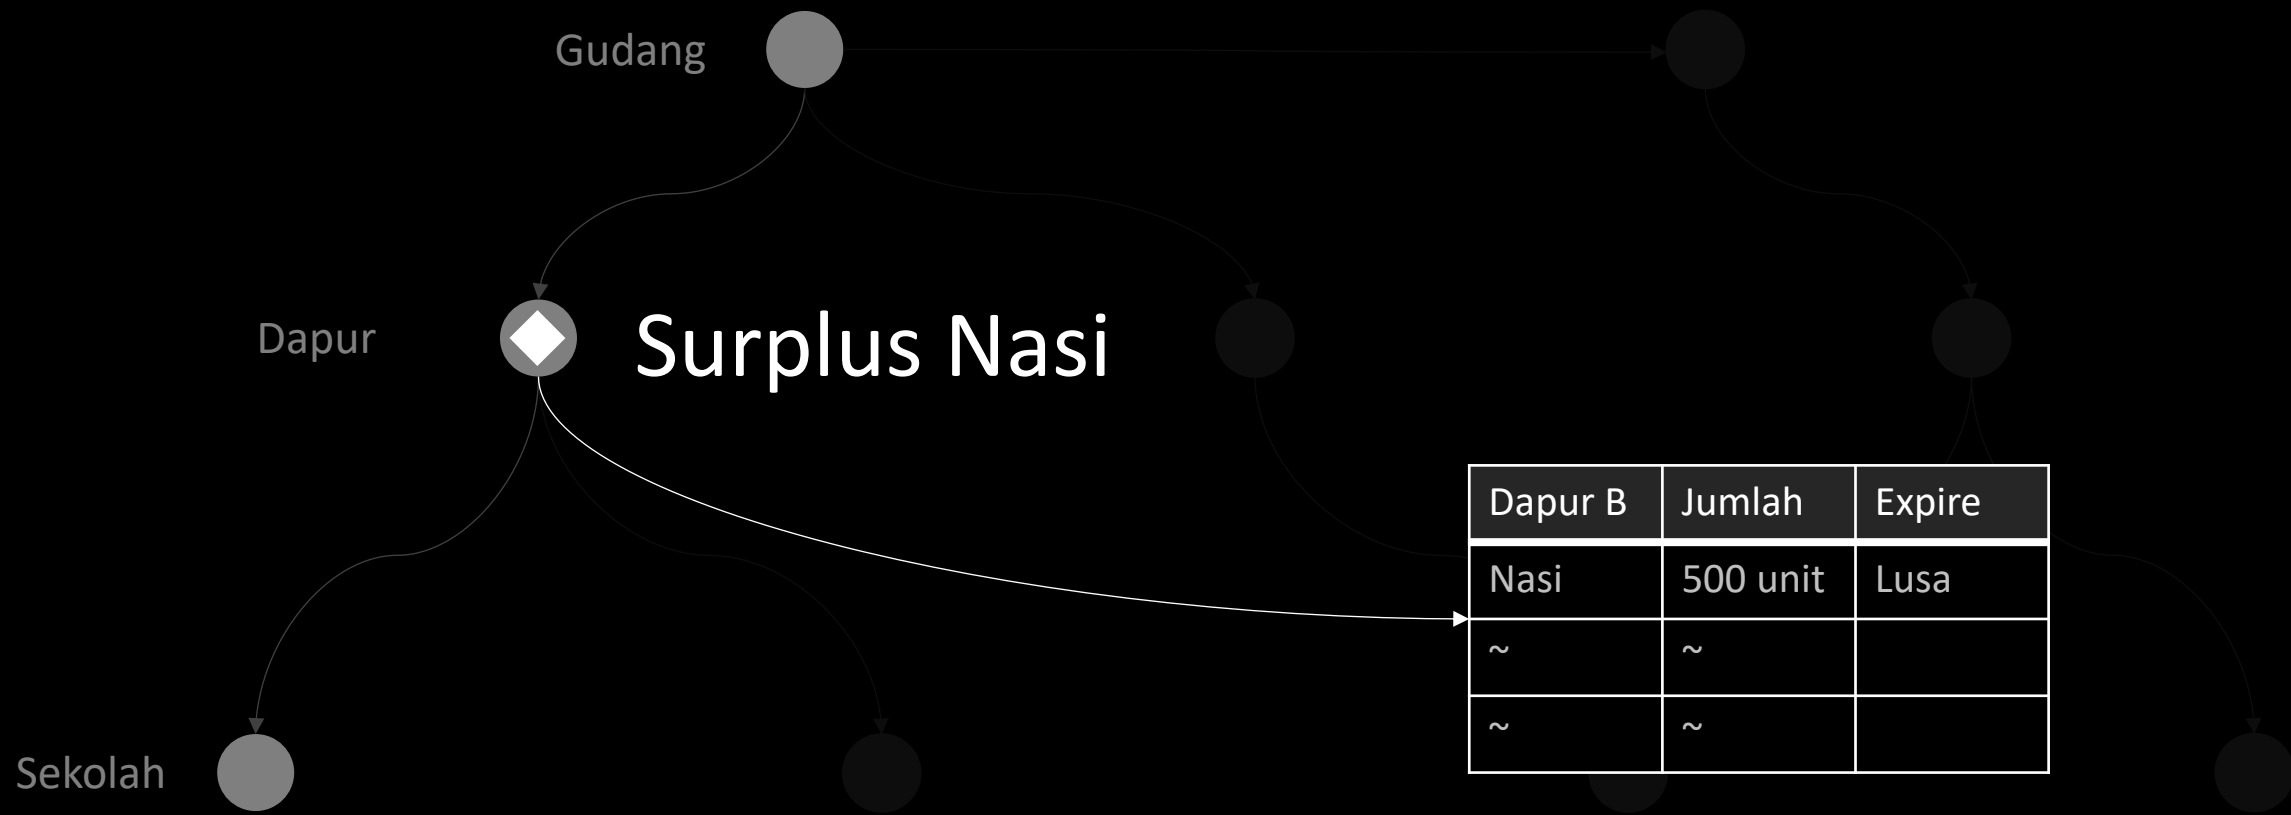 Gudang
Dapur
Surplus Nasi
Dapur B Jumlah Expire
Nasi 500 unit Lusa
~ ~
~ ~
Sekolah